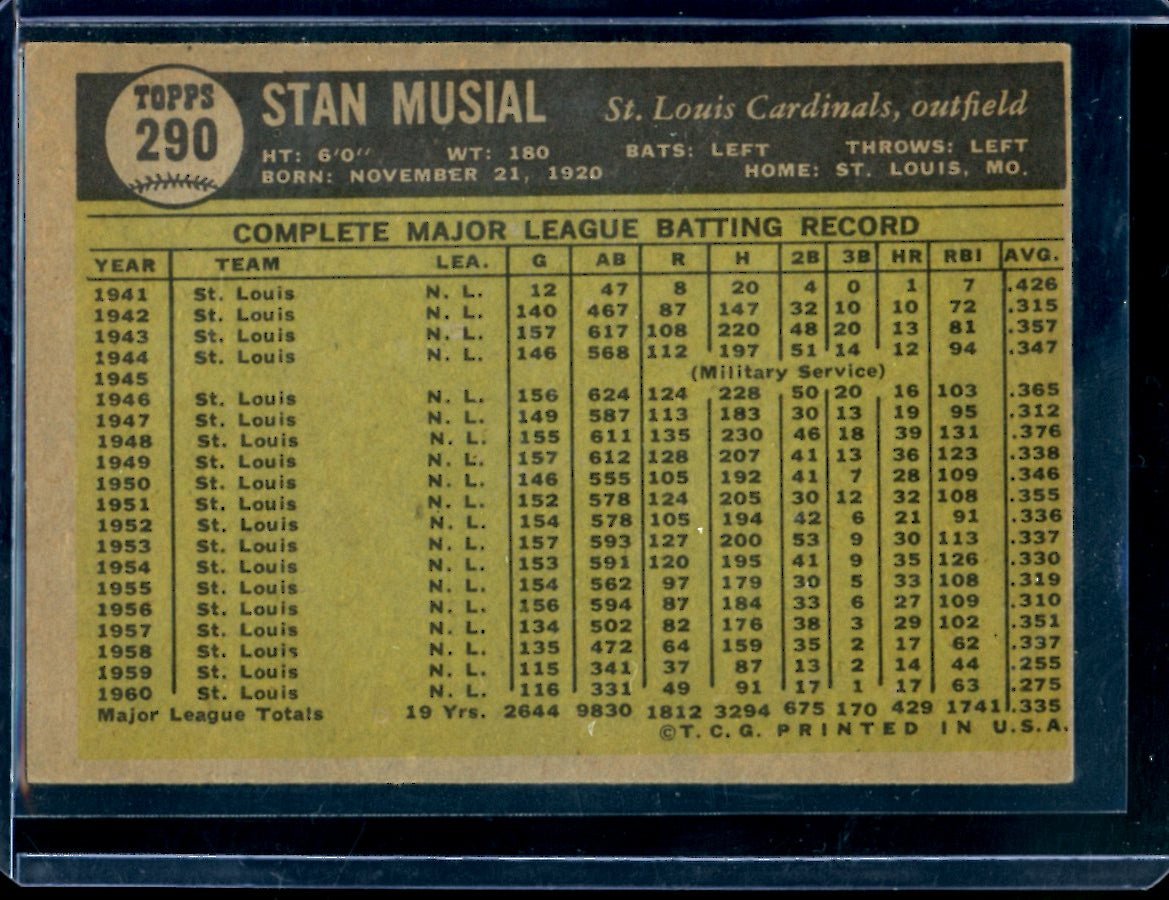 TOPPS
290
STAN MUSIAL St. Louis Cardinals, outfield
HT: 6'0" WT: 180 BATS: LEFT THROWS: LEFT
BORN: NOVEMBER 21, 1920 HOME: ST. LOUIS, MO.
COMPLETE MAJOR LEAGUE BATTING RECORD
YEAR TEAM LEA. G AB R H 2B 3B HR RBI AVG.
1941 St. Louis N. L. 12 47 8 20 4 0 1 7 .426
1942 St. Louis N. L. 140 467 87 147 32 10 10 72 .315
1943 St. Louis N. L. 157 617 108 220 48 20 13 81 .357
1944 St. Louis N. L. 146 568 112 197 51 14 12 94 .347
1945 (Military Service)
1946 St. Louis N. L. 156 624 124 228 50 20 16 103 .365
1947 St. Louis N. L. 149 587 113 183 30 13 19 95 .312
1948 St. Louis N. L. 155 611 135 230 46 18 39 131 .376
1949 St. Louis N. L. 157 612 128 207 41 13 36 123 .338
1950 St. Louis N. L. 146 555 105 192 41 7 28 109 .346
1951 St. Louis N. L. 152 578 124 205 30 12 32 108 .355
1952 St. Louis N. L. 154 578 105 194 42 6 21 91 .336
1953 St. Louis N. L. 157 593 127 200 53 9 30 113 .337
1954 St. Louis N. L. 153 591 120 195 41 9 35 126 .330
1955 St. Louis N. L. 154 562 97 179 30 5 33 108 .319
1956 St. Louis N. L. 156 594 87 184 33 6 27 109 .310
1957 St. Louis N. L. 134 502 82 176 38 3 29 102 .351
1958 St. Louis N. L. 135 472 64 159 35 2 17 62 .337
1959 St. Louis N. L. 115 341 37 87 13 2 14 44 .255
1960 St. Louis N. L. 116 331 49 91 17 1 17 63 .275
Major League Totals 19 Yrs. 2644 9830 1812 3294 675 170 429 1741 .335
©T. C. G. PRINTED IN U.S.A.